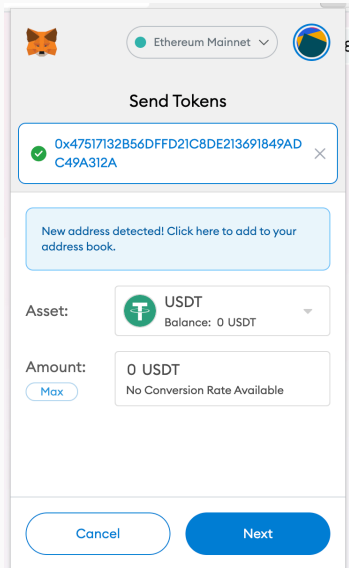 Ethereum Mainnet
Send Tokens
0x47517132B56DFFD21C8DE213691849AD
C49A312A
New address detected! Click here to add to your
address book.
Asset:
USDT
Balance: 0 USDT
Amount:
Max
0 USDT
No Conversion Rate Available
Cancel
Next